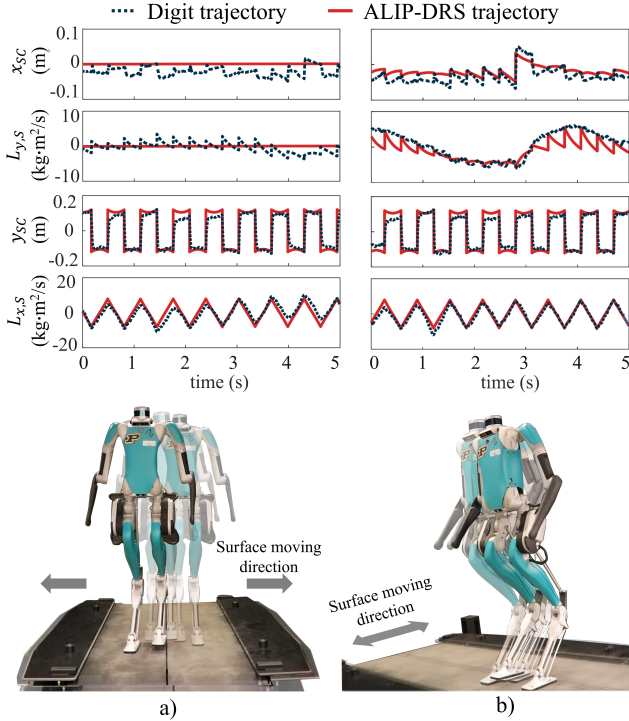 Digit trajectory ALIP-DRS trajectory
0.1
x_SC (m)
-0.1
10
L_y,S (kg·m²/s)
-10
0.2
y_SC (m)
0
-0.2
20
L_x,S (kg·m²/s)
0
-20
0 1 2 3 4 5
0 1 2 3 4 5
time (s)
time (s)
P
P
Surface moving
direction
Surface moving
direction
a)
b)